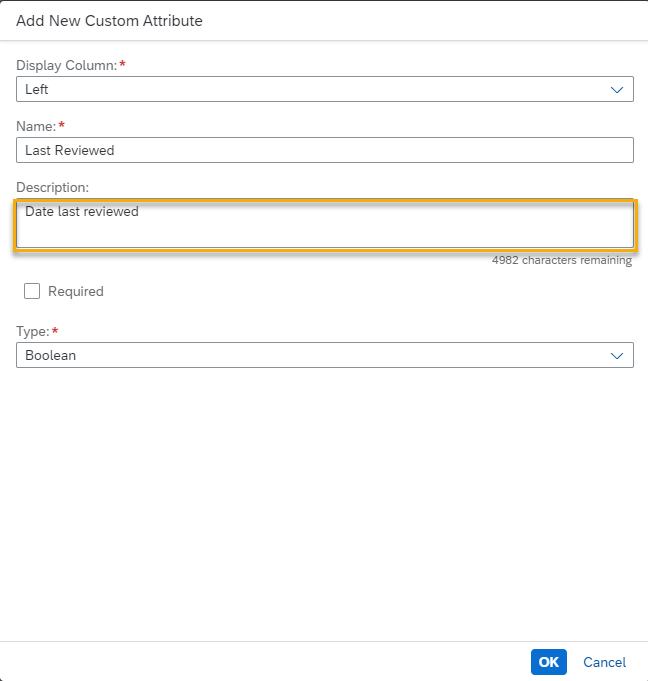 Add New Custom Attribute
Display Column:*
Left
Name:*
Last Reviewed
Description:
Date last reviewed
4982 characters remaining
Required
Type:*
Boolean
OK Cancel